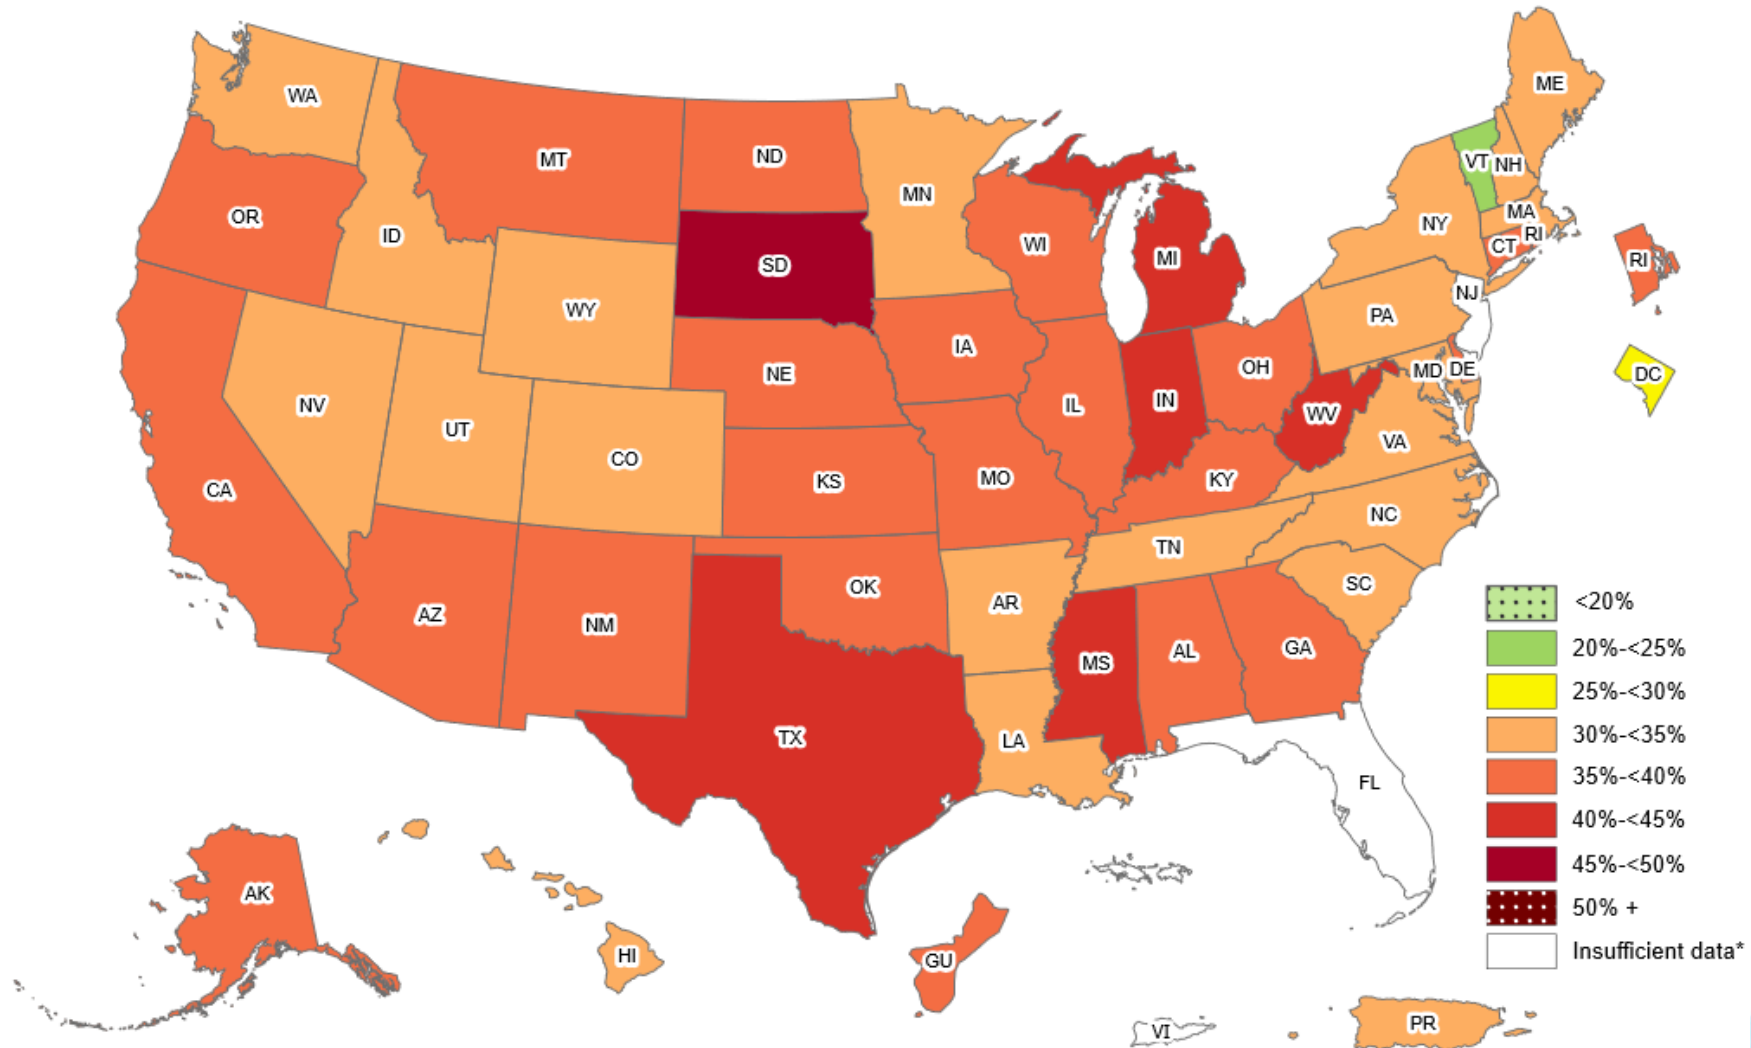 WA
OR
CA
ID
NV
MT
WY
UT
CO
AZ
NM
ND
SD
NE
KS
OK
TX
MN
IA
MO
AR
LA
WI
IL
MI
IN
OH
KY
TN
MS
AL
GA
FL
SC
NC
VA
WV
PA
NY
NJ
MD
DE
VT
NH
ME
MA
CT
RI
RI
DC
AK
HI
GU
VI
PR
<20%
20%-<25%
25%-<30%
30%-<35%
35%-<40%
40%-<45%
45%-<50%
50% +
Insufficient data*